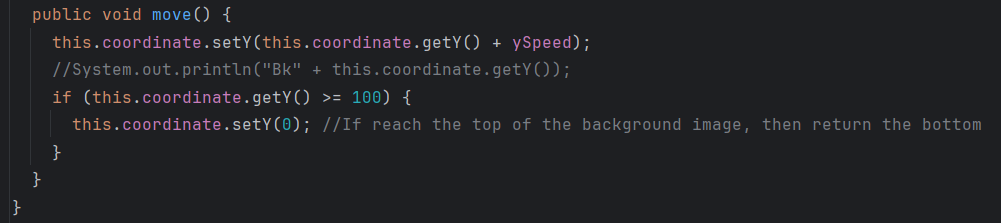 public void move() {
this.coordinate.setY(this.coordinate.getY() + ySpeed);
//System.out.println("Bk" + this.coordinate.getY());
if (this.coordinate.getY() >= 100) {
this.coordinate.setY(0); //If reach the top of the background image, then return the bottom
}
}
}